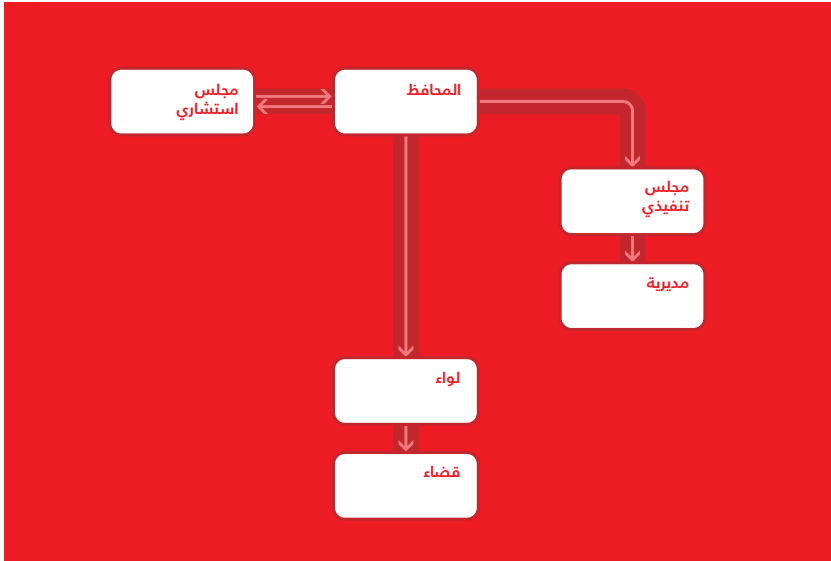 المحافظ
مجلس
استشاري
مجلس
تنفيذي
مديرية
لواء
قضاء